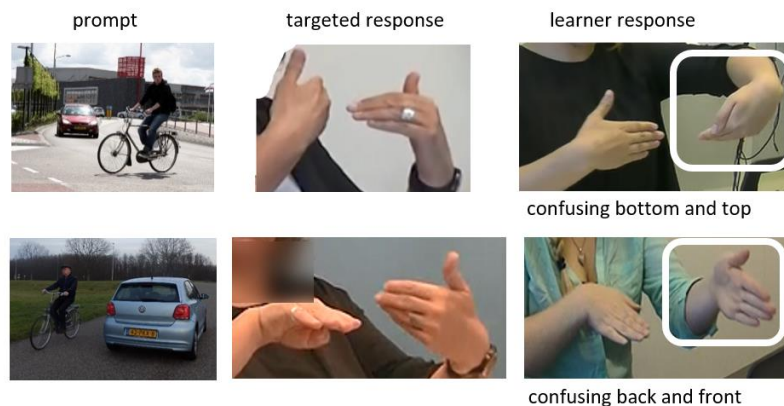 prompt targeted response learner response
confusing bottom and top
confusing back and front